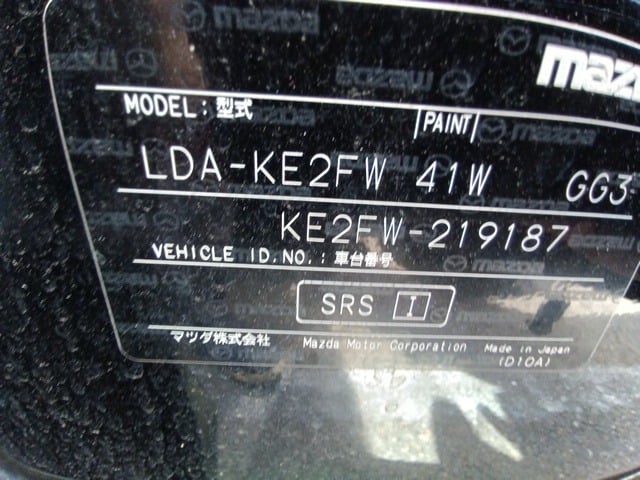 mazda
MODEL : 型式 PAINT
LDA-KE2FW 41W GG3
KE2FW-219187
VEHICLE ID.NO. : 車台番号
SRS I
マツダ株式会社 Mazda Motor Corporation Made in Japan
(D10A)